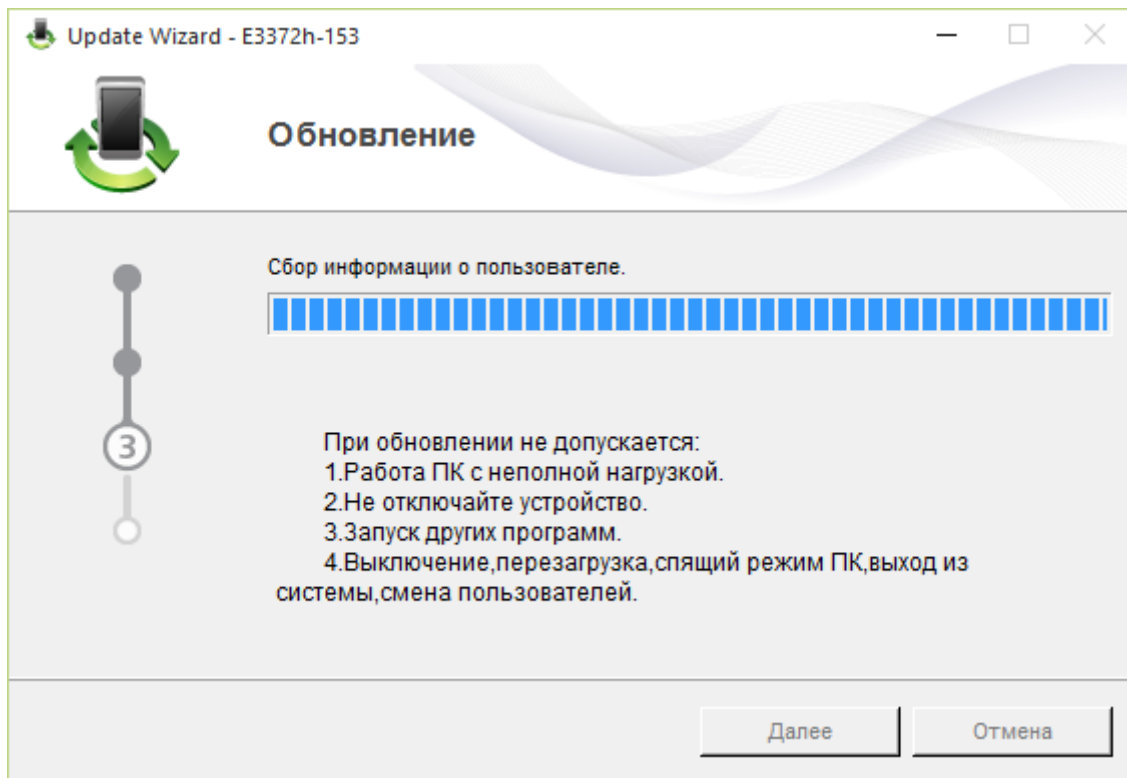 Update Wizard - E3372h-153
Обновление
Сбор информации о пользователе.
3
При обновлении не допускается:
1.Работа ПК с неполной нагрузкой.
2.Не отключайте устройство.
3.Запуск других программ.
4.Выключение,перезагрузка,спящий режим ПК,выход из
системы,смена пользователей.
Далее
Отмена